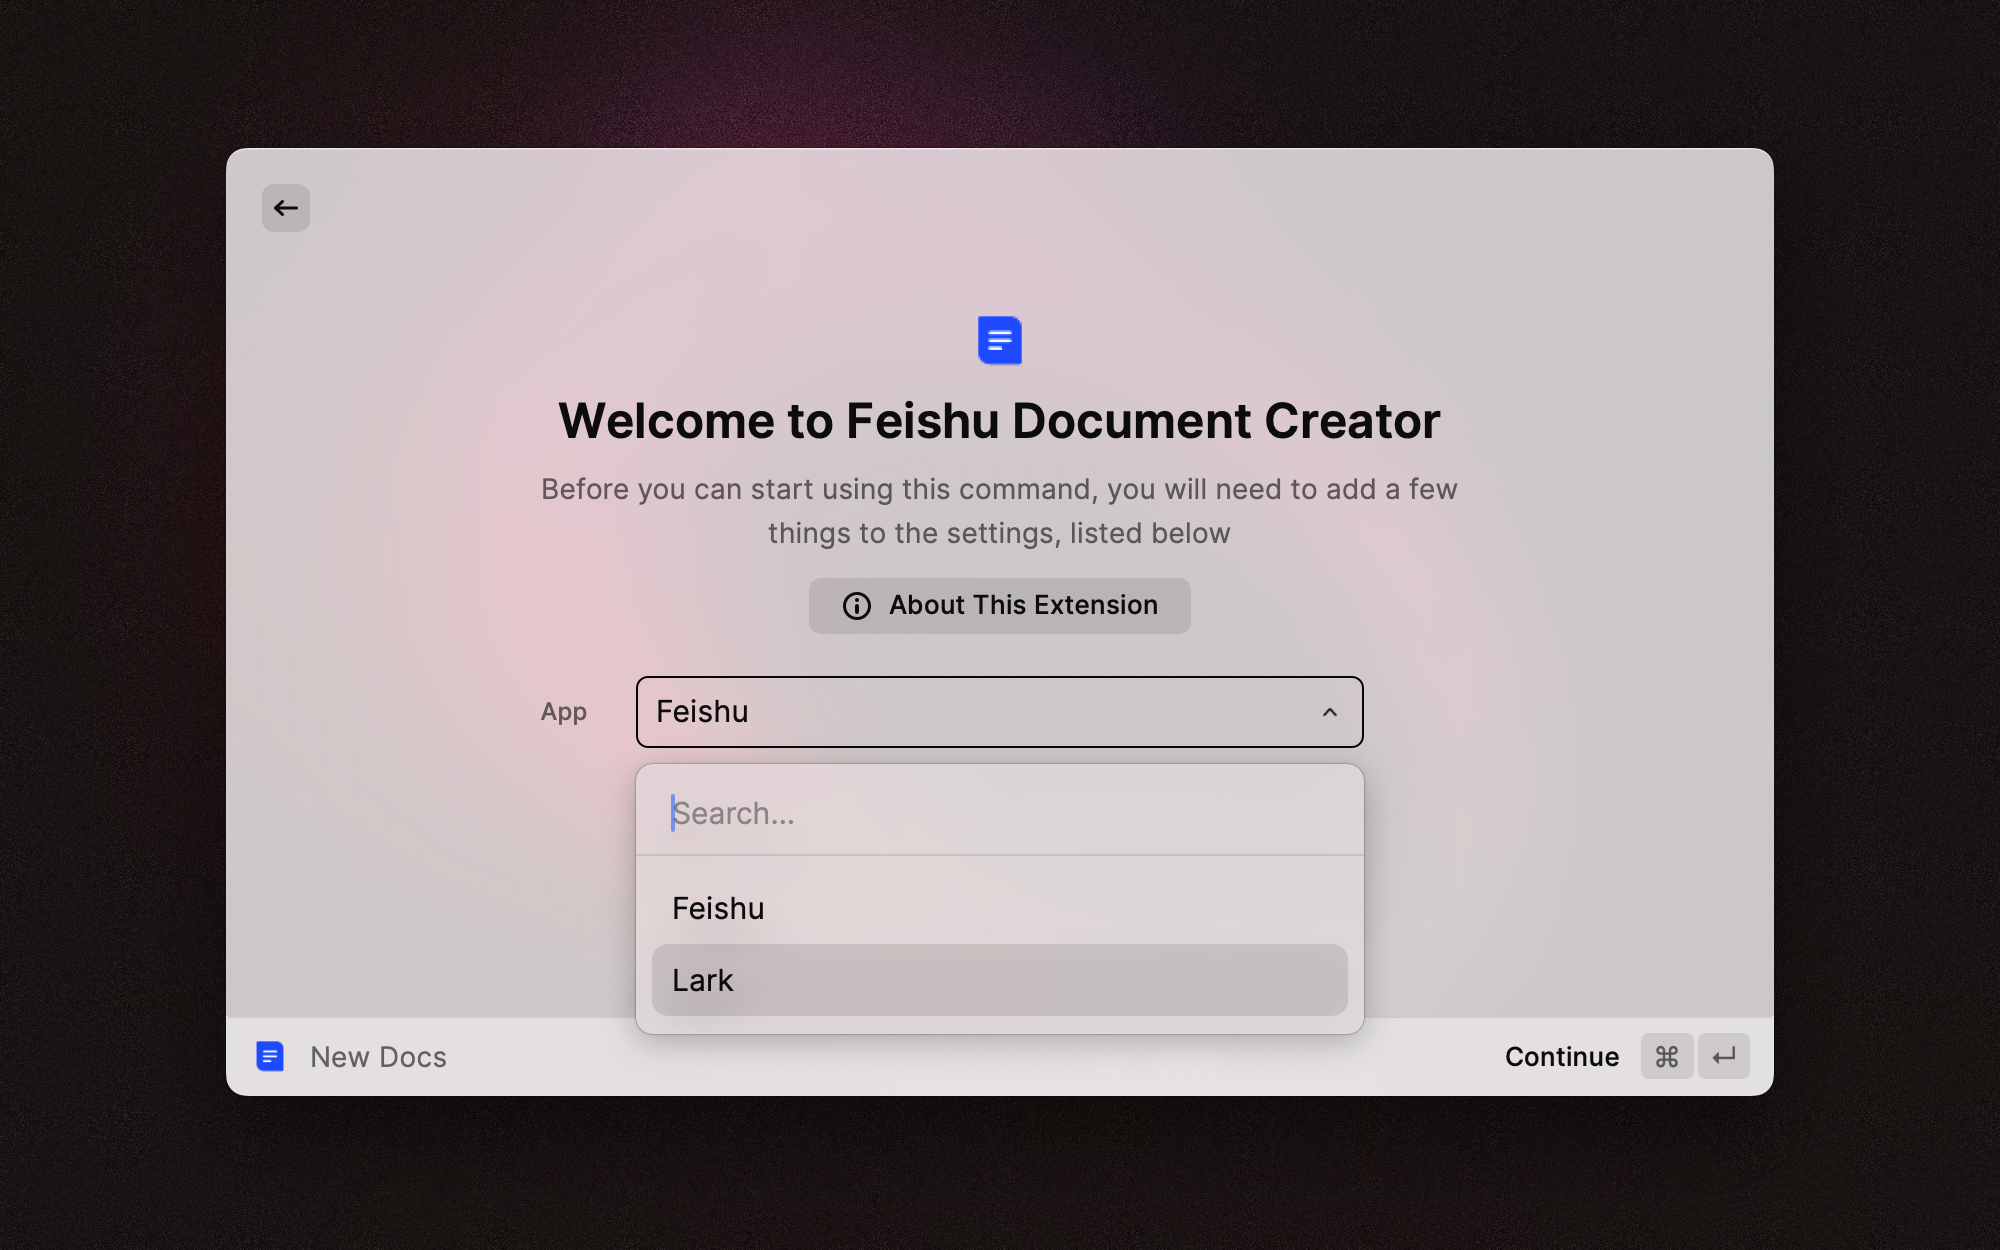 Welcome to Feishu Document Creator
Before you can start using this command, you will need to add a few
things to the settings, listed below
About This Extension
App
Feishu
Search...
Feishu
Lark
New Docs
Continue ⌘ ↵